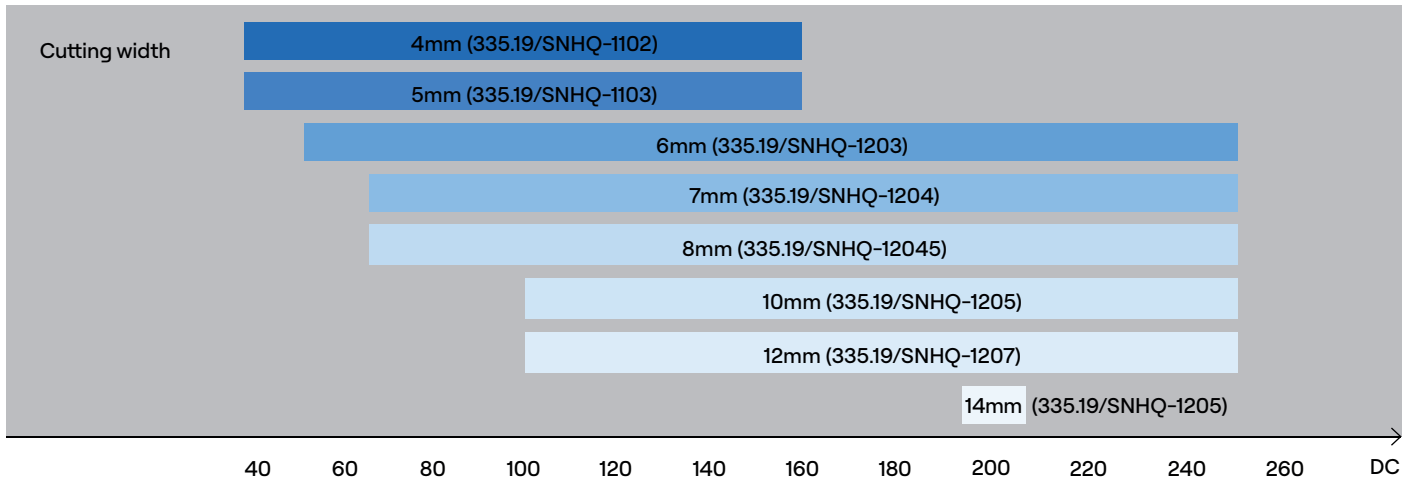 Cutting width
4mm (335.19/SNHQ-1102)
5mm (335.19/SNHQ-1103)
6mm (335.19/SNHQ-1203)
7mm (335.19/SNHQ-1204)
8mm (335.19/SNHQ-12045)
10mm (335.19/SNHQ-1205)
12mm (335.19/SNHQ-1207)
14mm (335.19/SNHQ-1205)
40 60 80 100 120 140 160 180 200 220 240 260 DC